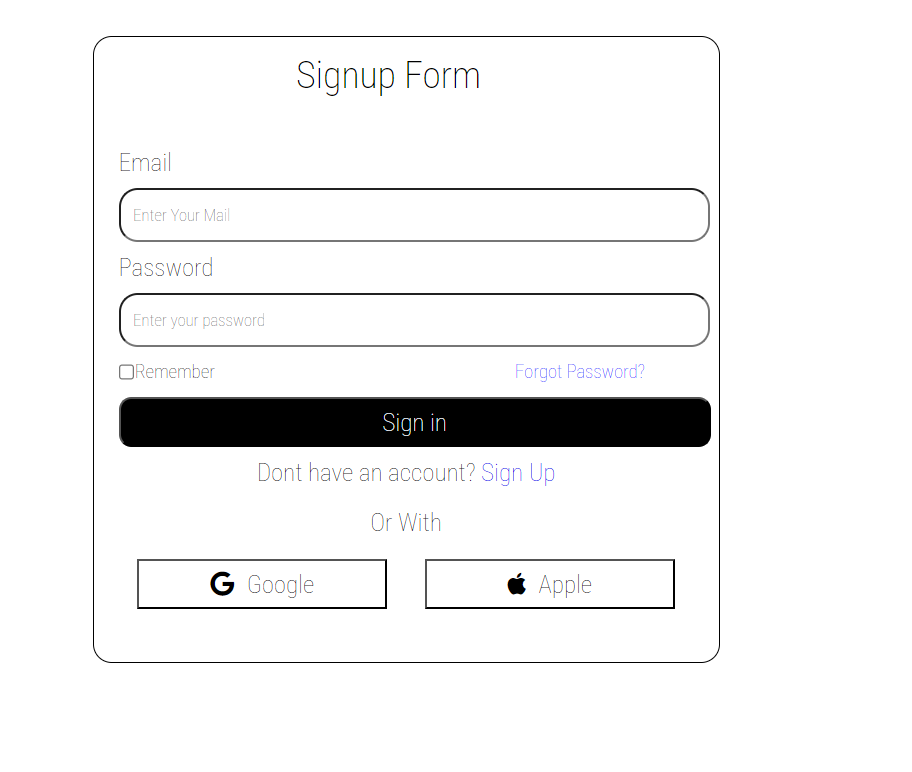 Signup Form
Email
Enter Your Mail
Password
Enter your password
Remember Forgot Password?
Sign in
Dont have an account? Sign Up
Or With
Google Apple